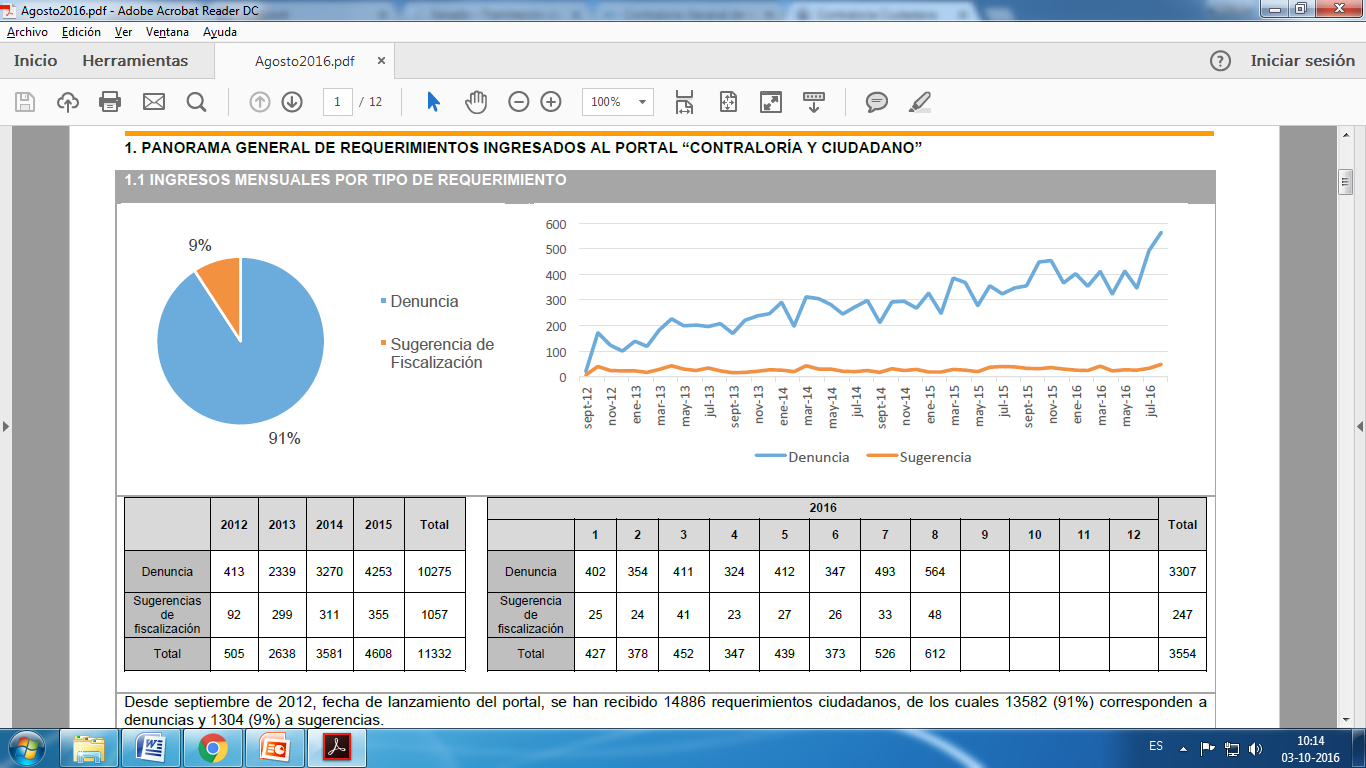 Agosto2016.pdf - Adobe Acrobat Reader DC
Archivo Edición Ver Ventana Ayuda
Inicio Herramientas Agosto2016.pdf × Iniciar sesión
1 / 12 100%
1. PANORAMA GENERAL DE REQUERIMIENTOS INGRESADOS AL PORTAL “CONTRALORÍA Y CIUDADANO”
1.1 INGRESOS MENSUALES POR TIPO DE REQUERIMIENTO
9%
91%
Denuncia
Sugerencia de
Fiscalización
600
500
400
300
200
100
0
sept-12 nov-12 ene-13 mar-13 may-13 jul-13 sept-13 nov-13 ene-14 mar-14 may-14 jul-14 sept-14 nov-14 ene-15 mar-15 may-15 jul-15 sept-15 nov-15 ene-16 mar-16 may-16 jul-16
Denuncia Sugerencia
2012 2013 2014 2015 Total
Denuncia 413 2339 3270 4253 10275
Sugerencias
de
fiscalización
92 299 311 355 1057
Total 505 2638 3581 4608 11332
2016
Total
1 2 3 4 5 6 7 8 9 10 11 12
Denuncia 402 354 411 324 412 347 493 564 3307
Sugerencia
de
fiscalización
25 24 41 23 27 26 33 48 247
Total 427 378 452 347 439 373 526 612 3554
Desde septiembre de 2012, fecha de lanzamiento del portal, se han recibido 14886 requerimientos ciudadanos, de los cuales 13582 (91%) corresponden a
denuncias y 1304 (9%) a sugerencias.
ES
10:14
03-10-2016